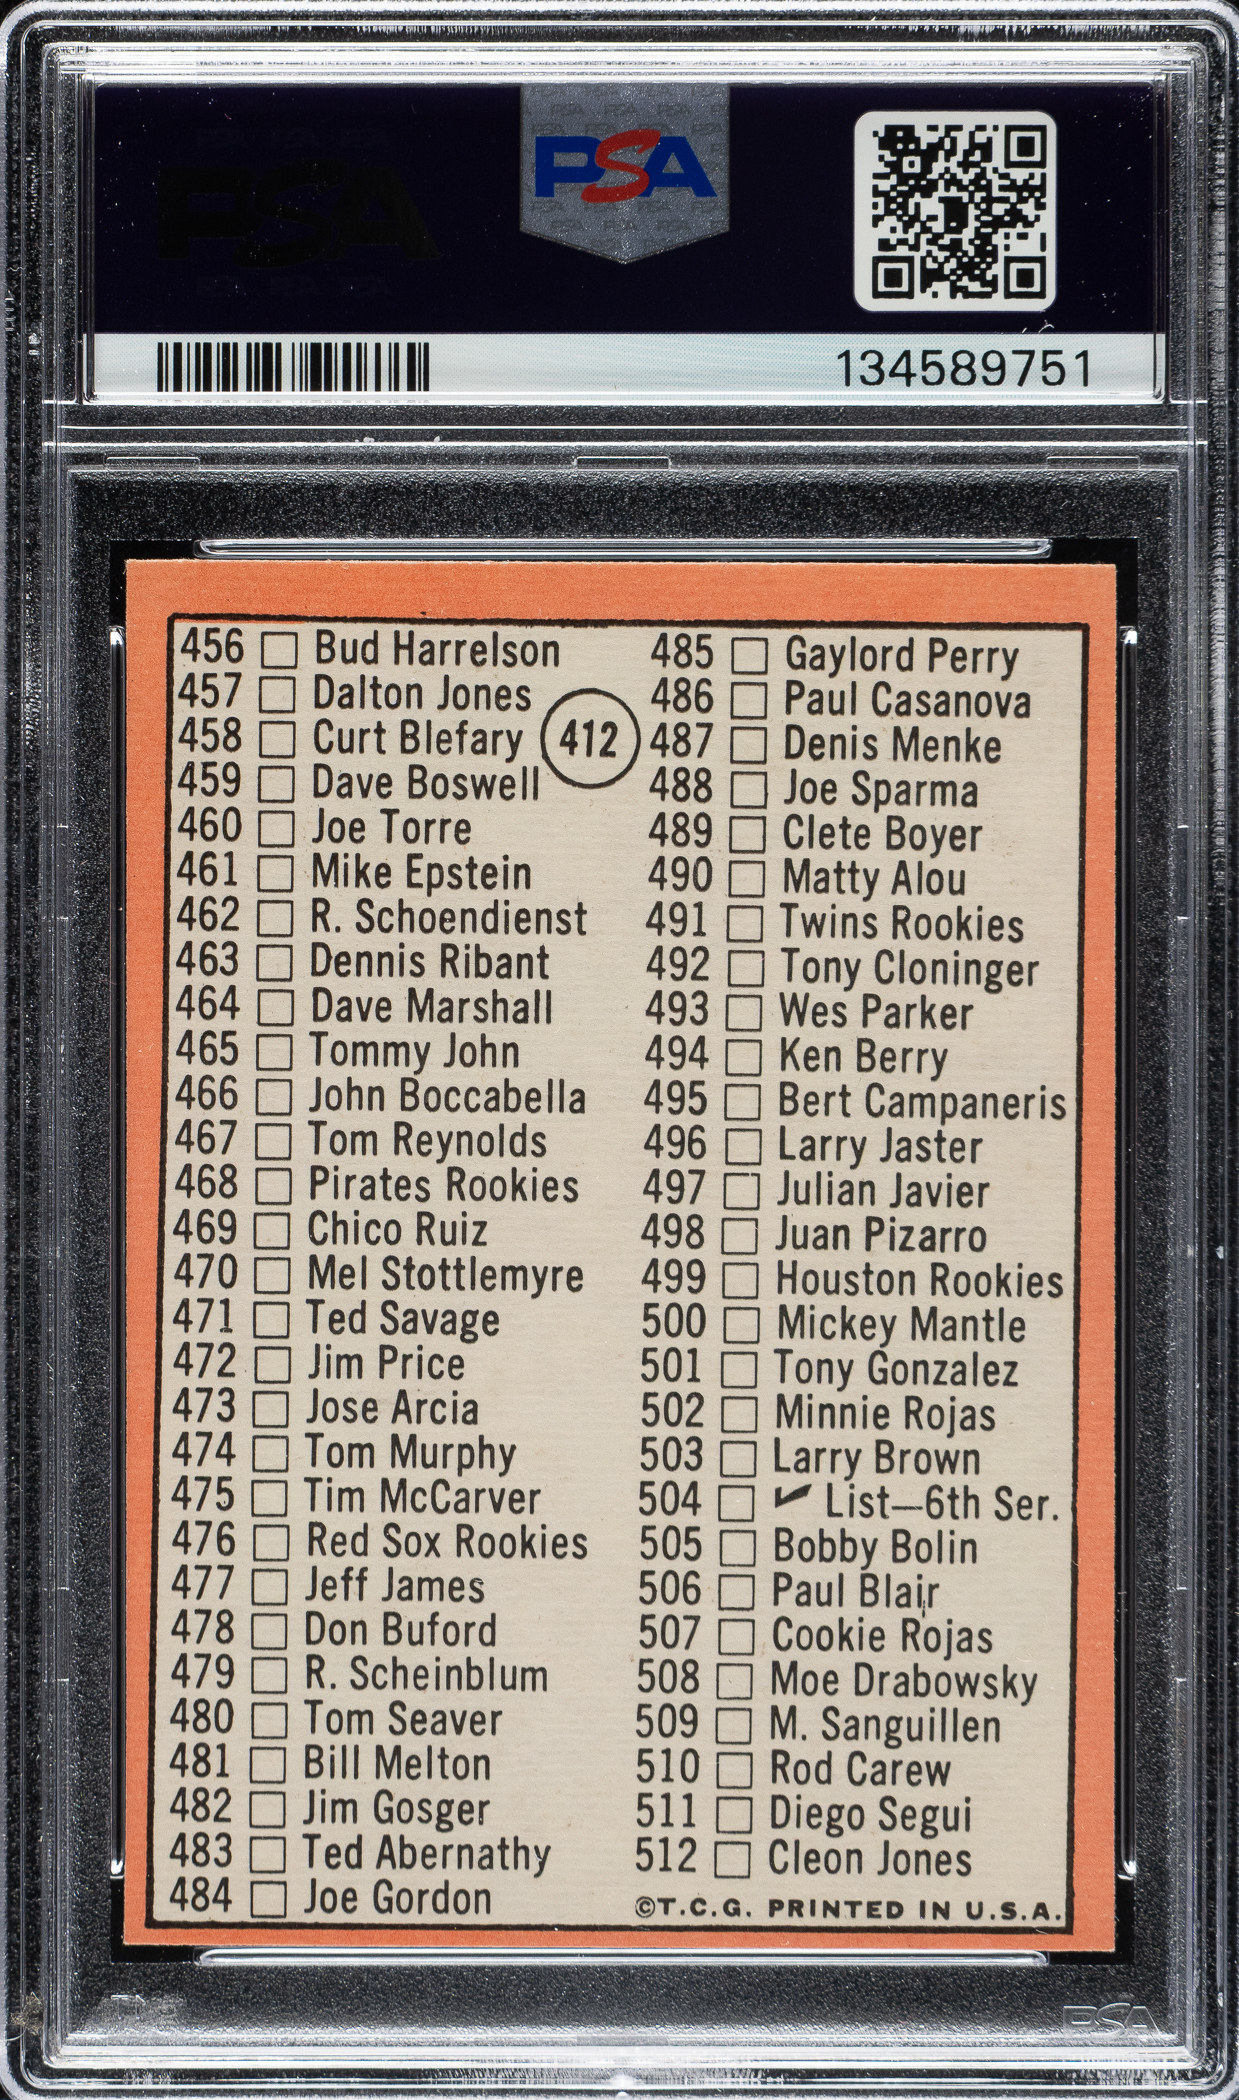 PSA
PSA
134589751
456 Bud Harrelson
457 Dalton Jones
458 Curt Blefary
459 Dave Boswell
460 Joe Torre
461 Mike Epstein
462 R. Schoendienst
463 Dennis Ribant
464 Dave Marshall
465 Tommy John
466 John Boccabella
467 Tom Reynolds
468 Pirates Rookies
469 Chico Ruiz
470 Mel Stottlemyre
471 Ted Savage
472 Jim Price
473 Jose Arcia
474 Tom Murphy
475 Tim McCarver
476 Red Sox Rookies
477 Jeff James
478 Don Buford
479 R. Scheinblum
480 Tom Seaver
481 Bill Melton
482 Jim Gosger
483 Ted Abernathy
484 Joe Gordon
412
485 Gaylord Perry
486 Paul Casanova
487 Denis Menke
488 Joe Sparma
489 Clete Boyer
490 Matty Alou
491 Twins Rookies
492 Tony Cloninger
493 Wes Parker
494 Ken Berry
495 Bert Campaneris
496 Larry Jaster
497 Julian Javier
498 Juan Pizarro
499 Houston Rookies
500 Mickey Mantle
501 Tony Gonzalez
502 Minnie Rojas
503 Larry Brown
504 ✔ List—6th Ser.
505 Bobby Bolin
506 Paul Blair
507 Cookie Rojas
508 Moe Drabowsky
509 M. Sanguillen
510 Rod Carew
511 Diego Segui
512 Cleon Jones
©T.C.G. PRINTED IN U.S.A.
PSA